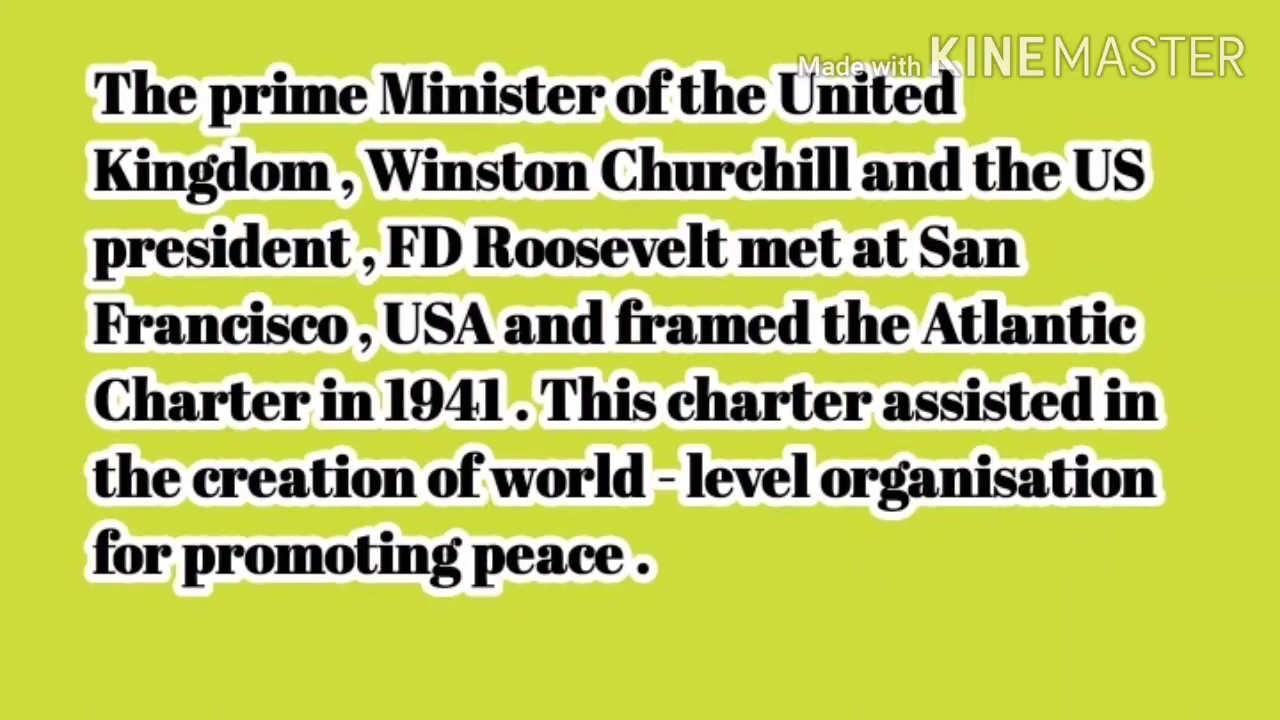 Made with KINEMASTER
The prime Minister of the United
Kingdom , Winston Churchill and the US
president , FD Roosevelt met at San
Francisco , USA and framed the Atlantic
Charter in 1941 . This charter assisted in
the creation of world - level organisation
for promoting peace .